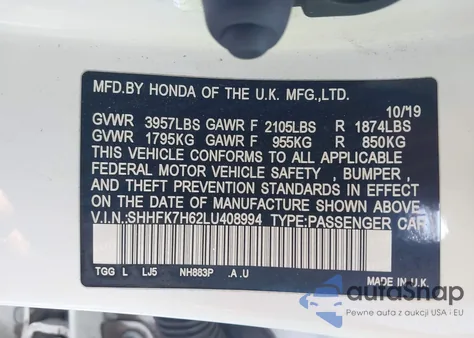 MFD.BY HONDA OF THE U.K. MFG.,LTD.
10/19
GVWR 3957LBS GAWR F 2105LBS R 1874LBS
GVWR 1795KG GAWR F 955KG R 850KG
THIS VEHICLE CONFORMS TO ALL APPLICABLE
FEDERAL MOTOR VEHICLE SAFETY , BUMPER ,
AND THEFT PREVENTION STANDARDS IN EFFECT
ON THE DATE OF MANUFACTURE SHOWN ABOVE.
V.I.N:SHHFK7H62LU408994 TYPE:PASSENGER CAR
TGG L LJ5 NH883P .A .U
MADE IN U.K.
autoSnap
Pewne auta z aukcji USA i EU